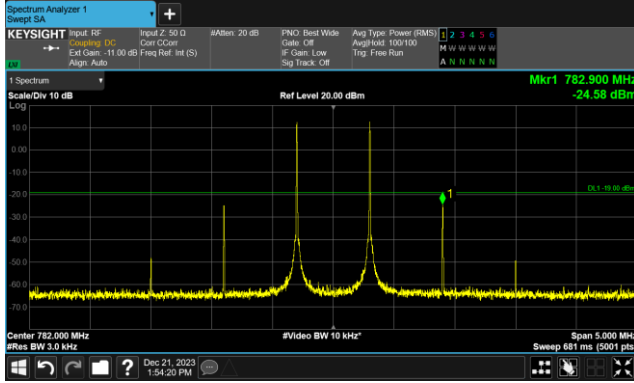 Spectrum Analyzer 1
Swept SA
+
KEYSIGHT Input: RF Input Z: 50 Ω #Atten: 20 dB PNO: Best Wide Avg Type: Power (RMS) 1 2 3 4 5 6
Coupling: DC Corr CCorr Gate: Off Avg|Hold: 100/100 M W W W W W
Ext Gain: -11.00 dB Freq Ref: Int (S) IF Gain: Low Trig: Free Run
Align: Auto Sig Track: Off A N N N N N
LXI
1 Spectrum
Mkr1 782.900 MHz
Scale/Div 10 dB Ref Level 20.00 dBm -24.58 dBm
Log
10.0
0.00
-10.0
DL1 -19.00 dBm
-20.0
1
-30.0
-40.0
-50.0
-60.0
-70.0
Center 782.000 MHz #Video BW 10 kHz* Span 5.000 MHz
#Res BW 3.0 kHz Sweep 681 ms (5001 pts
? Dec 21, 2023
1:54:20 PM